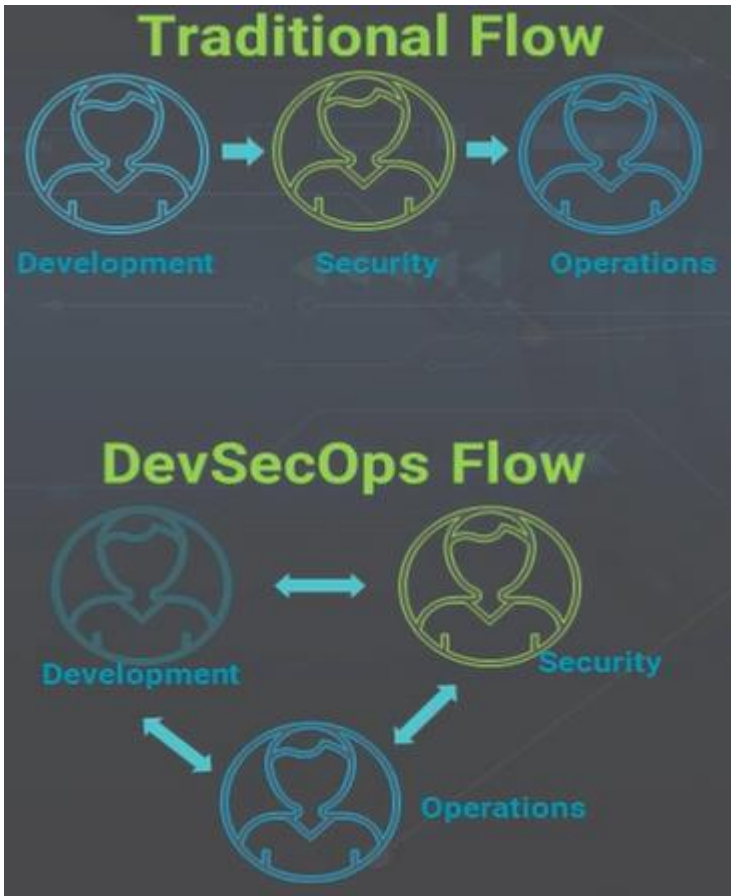 Traditional Flow
Development Security Operations
DevSecOps Flow
Development
Security
Operations